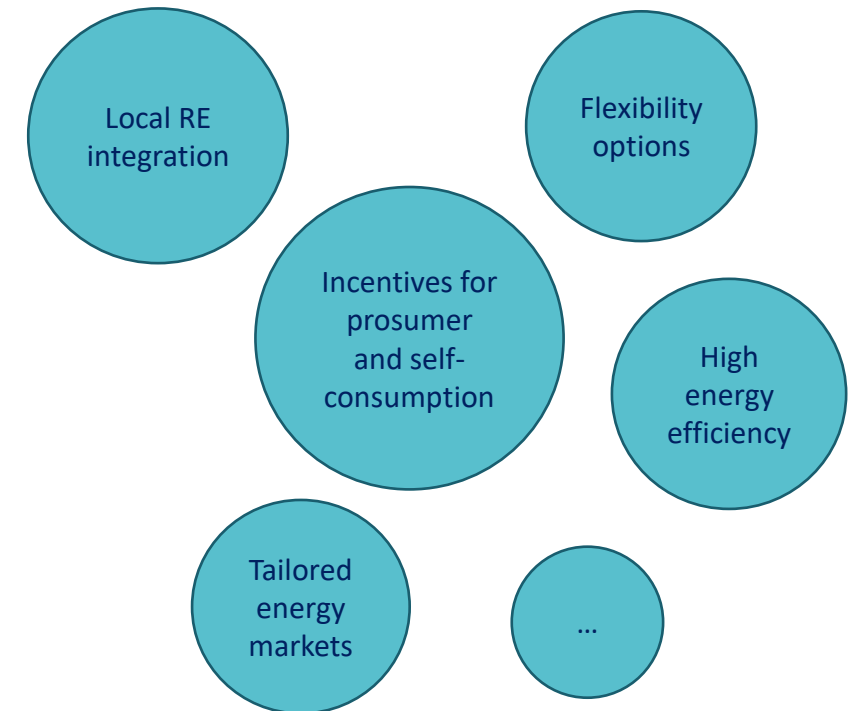 Local RE
integration
Flexibility
options
Incentives for
prosumer
and self-
consumption
High
energy
efficiency
Tailored
energy
markets
…